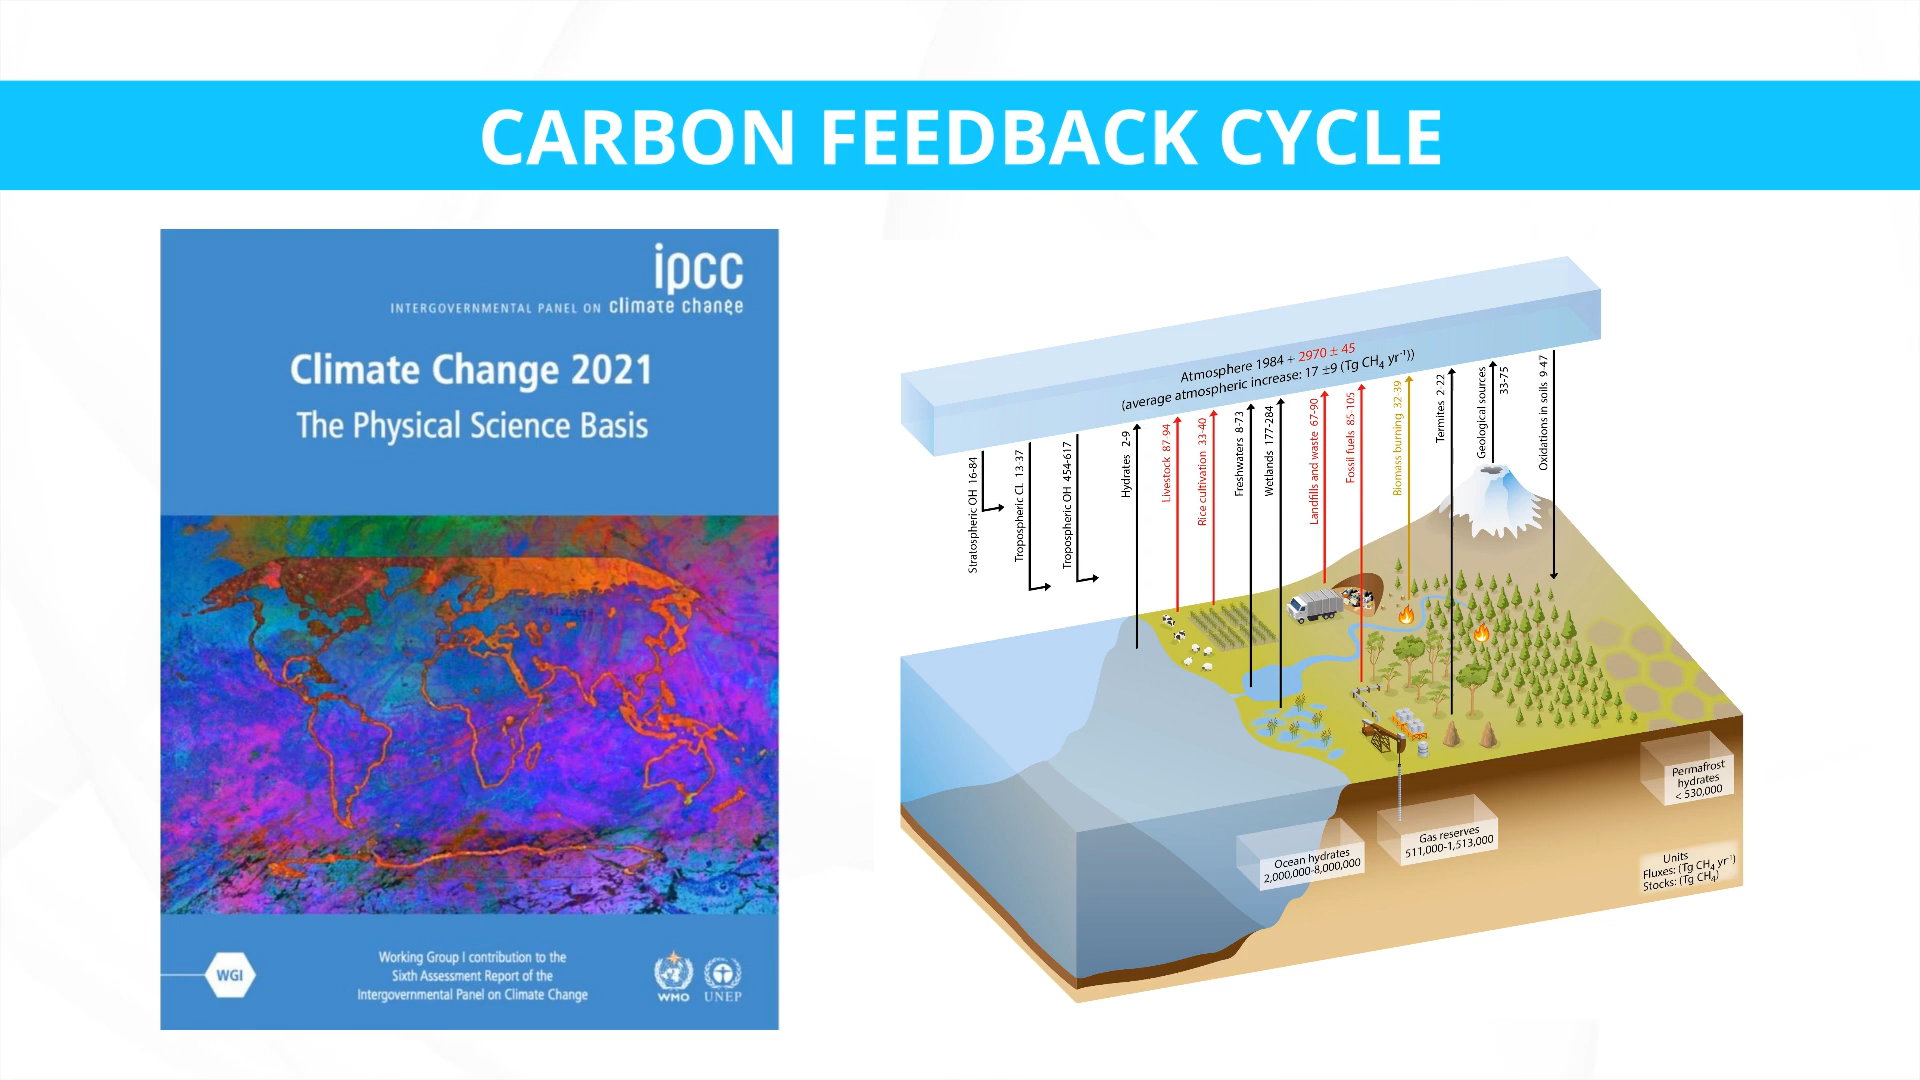 CARBON FEEDBACK CYCLE
ipcc
INTERGOVERNMENTAL PANEL ON climate change
Climate Change 2021
The Physical Science Basis
WGI
Working Group I contribution to the
Sixth Assessment Report of the
Intergovernmental Panel on Climate Change
WMO
UNEP
Atmosphere 1984 + 2970 ± 45
(average atmospheric increase: 17 ±9 (Tg CH₄ yr⁻¹))
Stratospheric OH 16-84
Tropospheric CL 13-37
Tropospheric OH 454-617
Hydrates 2-9
Livestock 87-94
Rice cultivation 33-40
Freshwaters 8-73
Wetlands 177-284
Landfills and waste 67-90
Fossil fuels 85-105
Biomass burning 32-39
Termites 2-22
Geological sources
33-75
Oxidations in soils 9-47
Permafrost
hydrates
< 530,000
Gas reserves
511,000-1,513,000
Ocean hydrates
2,000,000-8,000,000
Units
Fluxes: (Tg CH₄ yr⁻¹)
Stocks: (Tg CH₄)